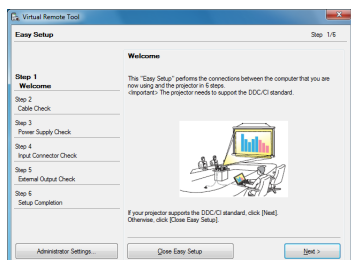 Virtual Remote Tool
Easy Setup
Step 1/6
Step 1
Welcome
Step 2
Cable Check
Step 3
Power Supply Check
Step 4
Input Connector Check
Step 5
External Output Check
Step 6
Setup Completion
Welcome
This "Easy Setup" performs the connections between the computer that you are
now using and the projector in 6 steps.
<Important> The projector needs to support the DDC/CI standard.
If your projector supports the DDC/CI standard, click [Next].
Otherwise, click [Close Easy Setup].
Administrator Settings...
Close Easy Setup
Next >